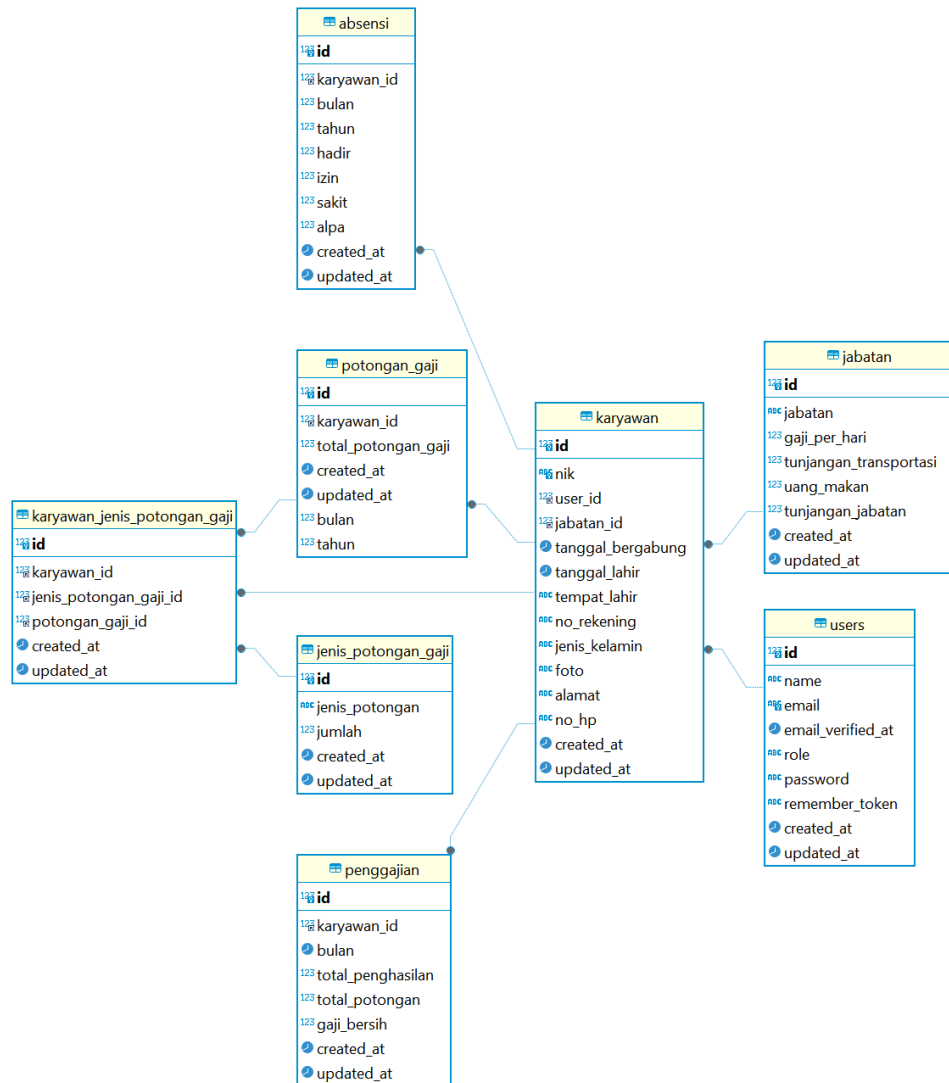 absensi
id
karyawan_id
bulan
tahun
hadir
izin
sakit
alpa
created_at
updated_at
potongan_gaji
id
karyawan_id
total_potongan_gaji
created_at
updated_at
bulan
tahun
karyawan_jenis_potongan_gaji
id
karyawan_id
jenis_potongan_gaji_id
potongan_gaji_id
created_at
updated_at
jenis_potongan_gaji
id
jenis_potongan
jumlah
created_at
updated_at
penggajian
id
karyawan_id
bulan
total_penghasilan
total_potongan
gaji_bersih
created_at
updated_at
karyawan
id
nik
user_id
jabatan_id
tanggal_bergabung
tanggal_lahir
tempat_lahir
no_rekening
jenis_kelamin
foto
alamat
no_hp
created_at
updated_at
jabatan
id
jabatan
gaji_per_hari
tunjangan_transportasi
uang_makan
tunjangan_jabatan
created_at
updated_at
users
id
name
email
email_verified_at
role
password
remember_token
created_at
updated_at